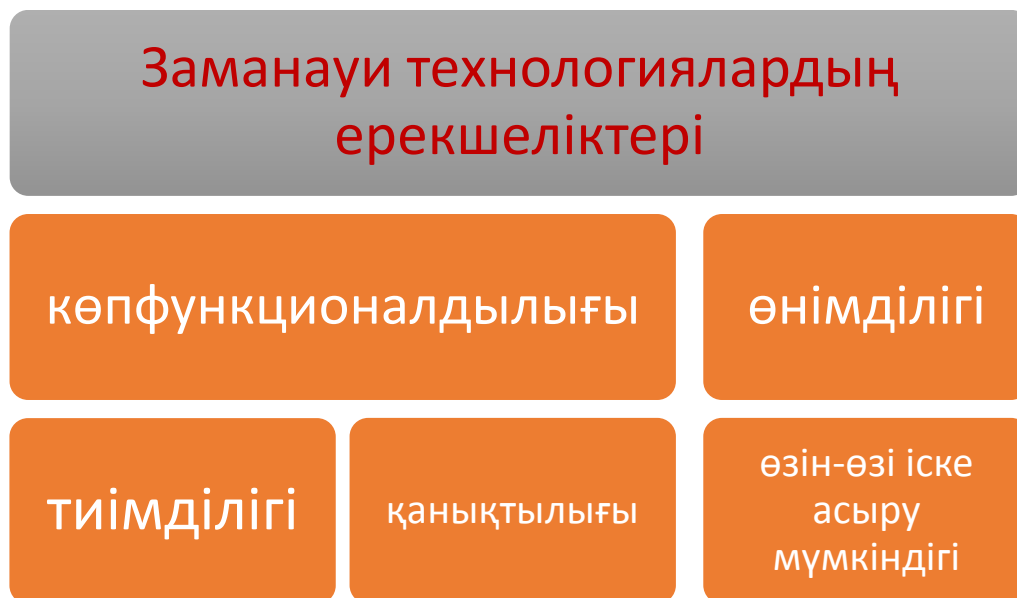 Заманауи технологиялардың
ерекшеліктері
көпфункционалдылығы
өнімділігі
тиімділігі
қанықтылығы
өзін-өзі іске
асыру
мүмкіндігі